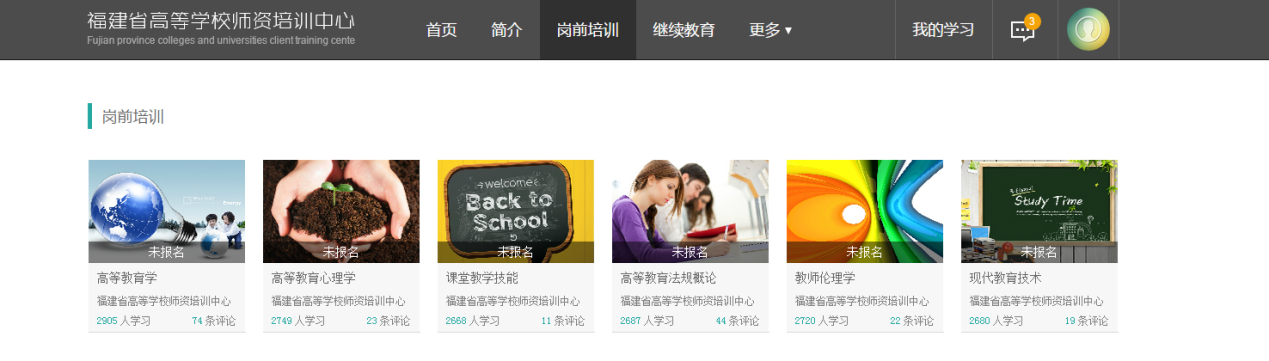 福建省高等学校师资培训中心
Fujian province colleges and universities client training cente
首页 简介 岗前培训 继续教育 更多▼ 我的学习 3
岗前培训
welcome
Back to
School
Study Time
未报名 未报名 未报名 未报名 未报名 未报名
高等教育学 高等教育心理学 课堂教学技能 高等教育法规概论 教师伦理学 现代教育技术
福建省高等学校师资培训中心 福建省高等学校师资培训中心 福建省高等学校师资培训中心 福建省高等学校师资培训中心 福建省高等学校师资培训中心 福建省高等学校师资培训中心
2905 人学习 74 条评论 2749 人学习 23 条评论 2668 人学习 11 条评论 2687 人学习 44 条评论 2720 人学习 22 条评论 2680 人学习 19 条评论